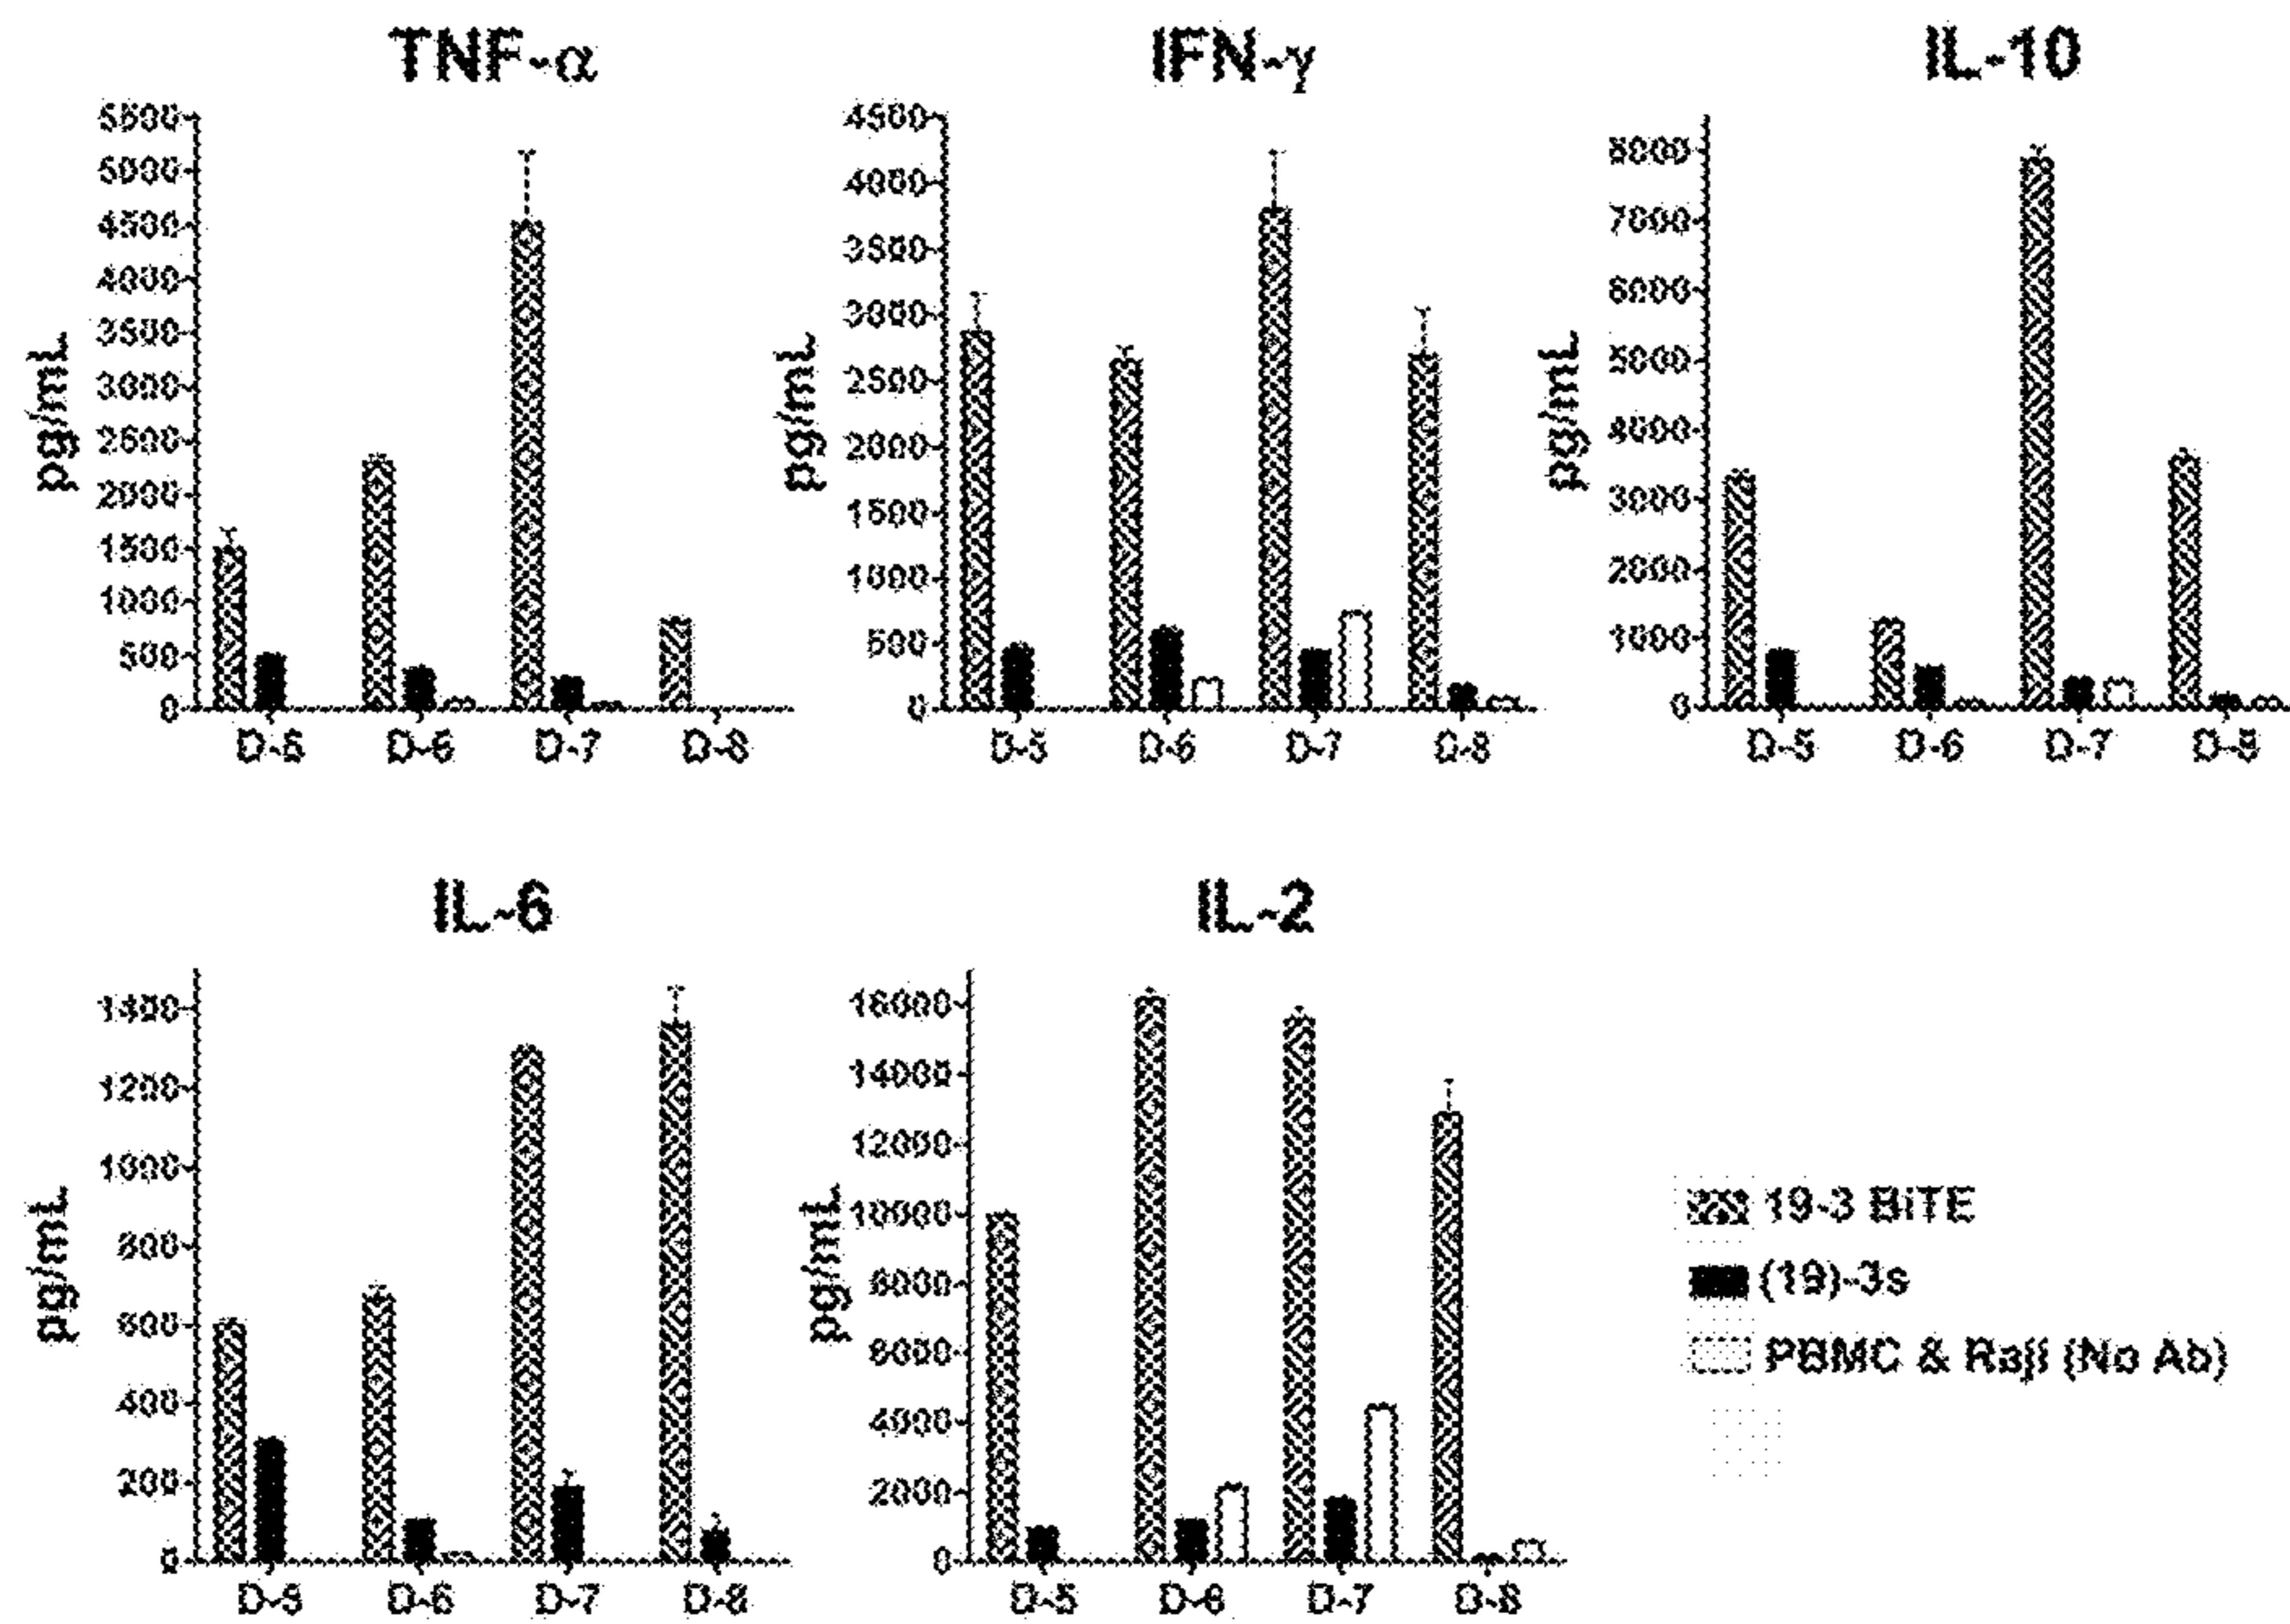 TNF-α
5500
5000
4500
4000
3500
3000
2500
2000
1500
1000
500
0
pg/mL
D-5 D-6 D-7 D-8
IFN-γ
4500
4000
3500
3000
2500
2000
1500
1000
500
0
pg/mL
D-5 D-6 D-7 D-8
IL-10
8000
7000
6000
5000
4000
3000
2000
1000
0
pg/mL
D-5 D-6 D-7 D-8
IL-6
1400
1200
1000
800
600
400
200
0
pg/mL
D-5 D-6 D-7 D-8
IL-2
16000
14000
12000
10000
8000
6000
4000
2000
0
pg/mL
D-5 D-6 D-7 D-8
19-3 BiTE
(19)-3s
PBMC & Raji (No Ab)